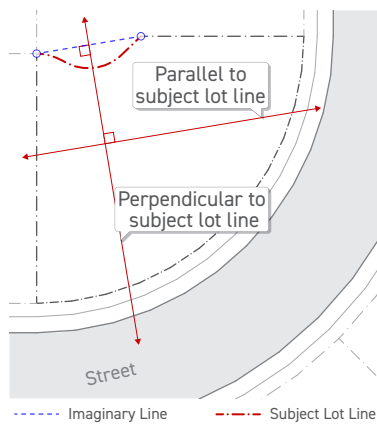 Parallel to
subject lot line
Perpendicular to
subject lot line
Street
Imaginary Line
Subject Lot Line